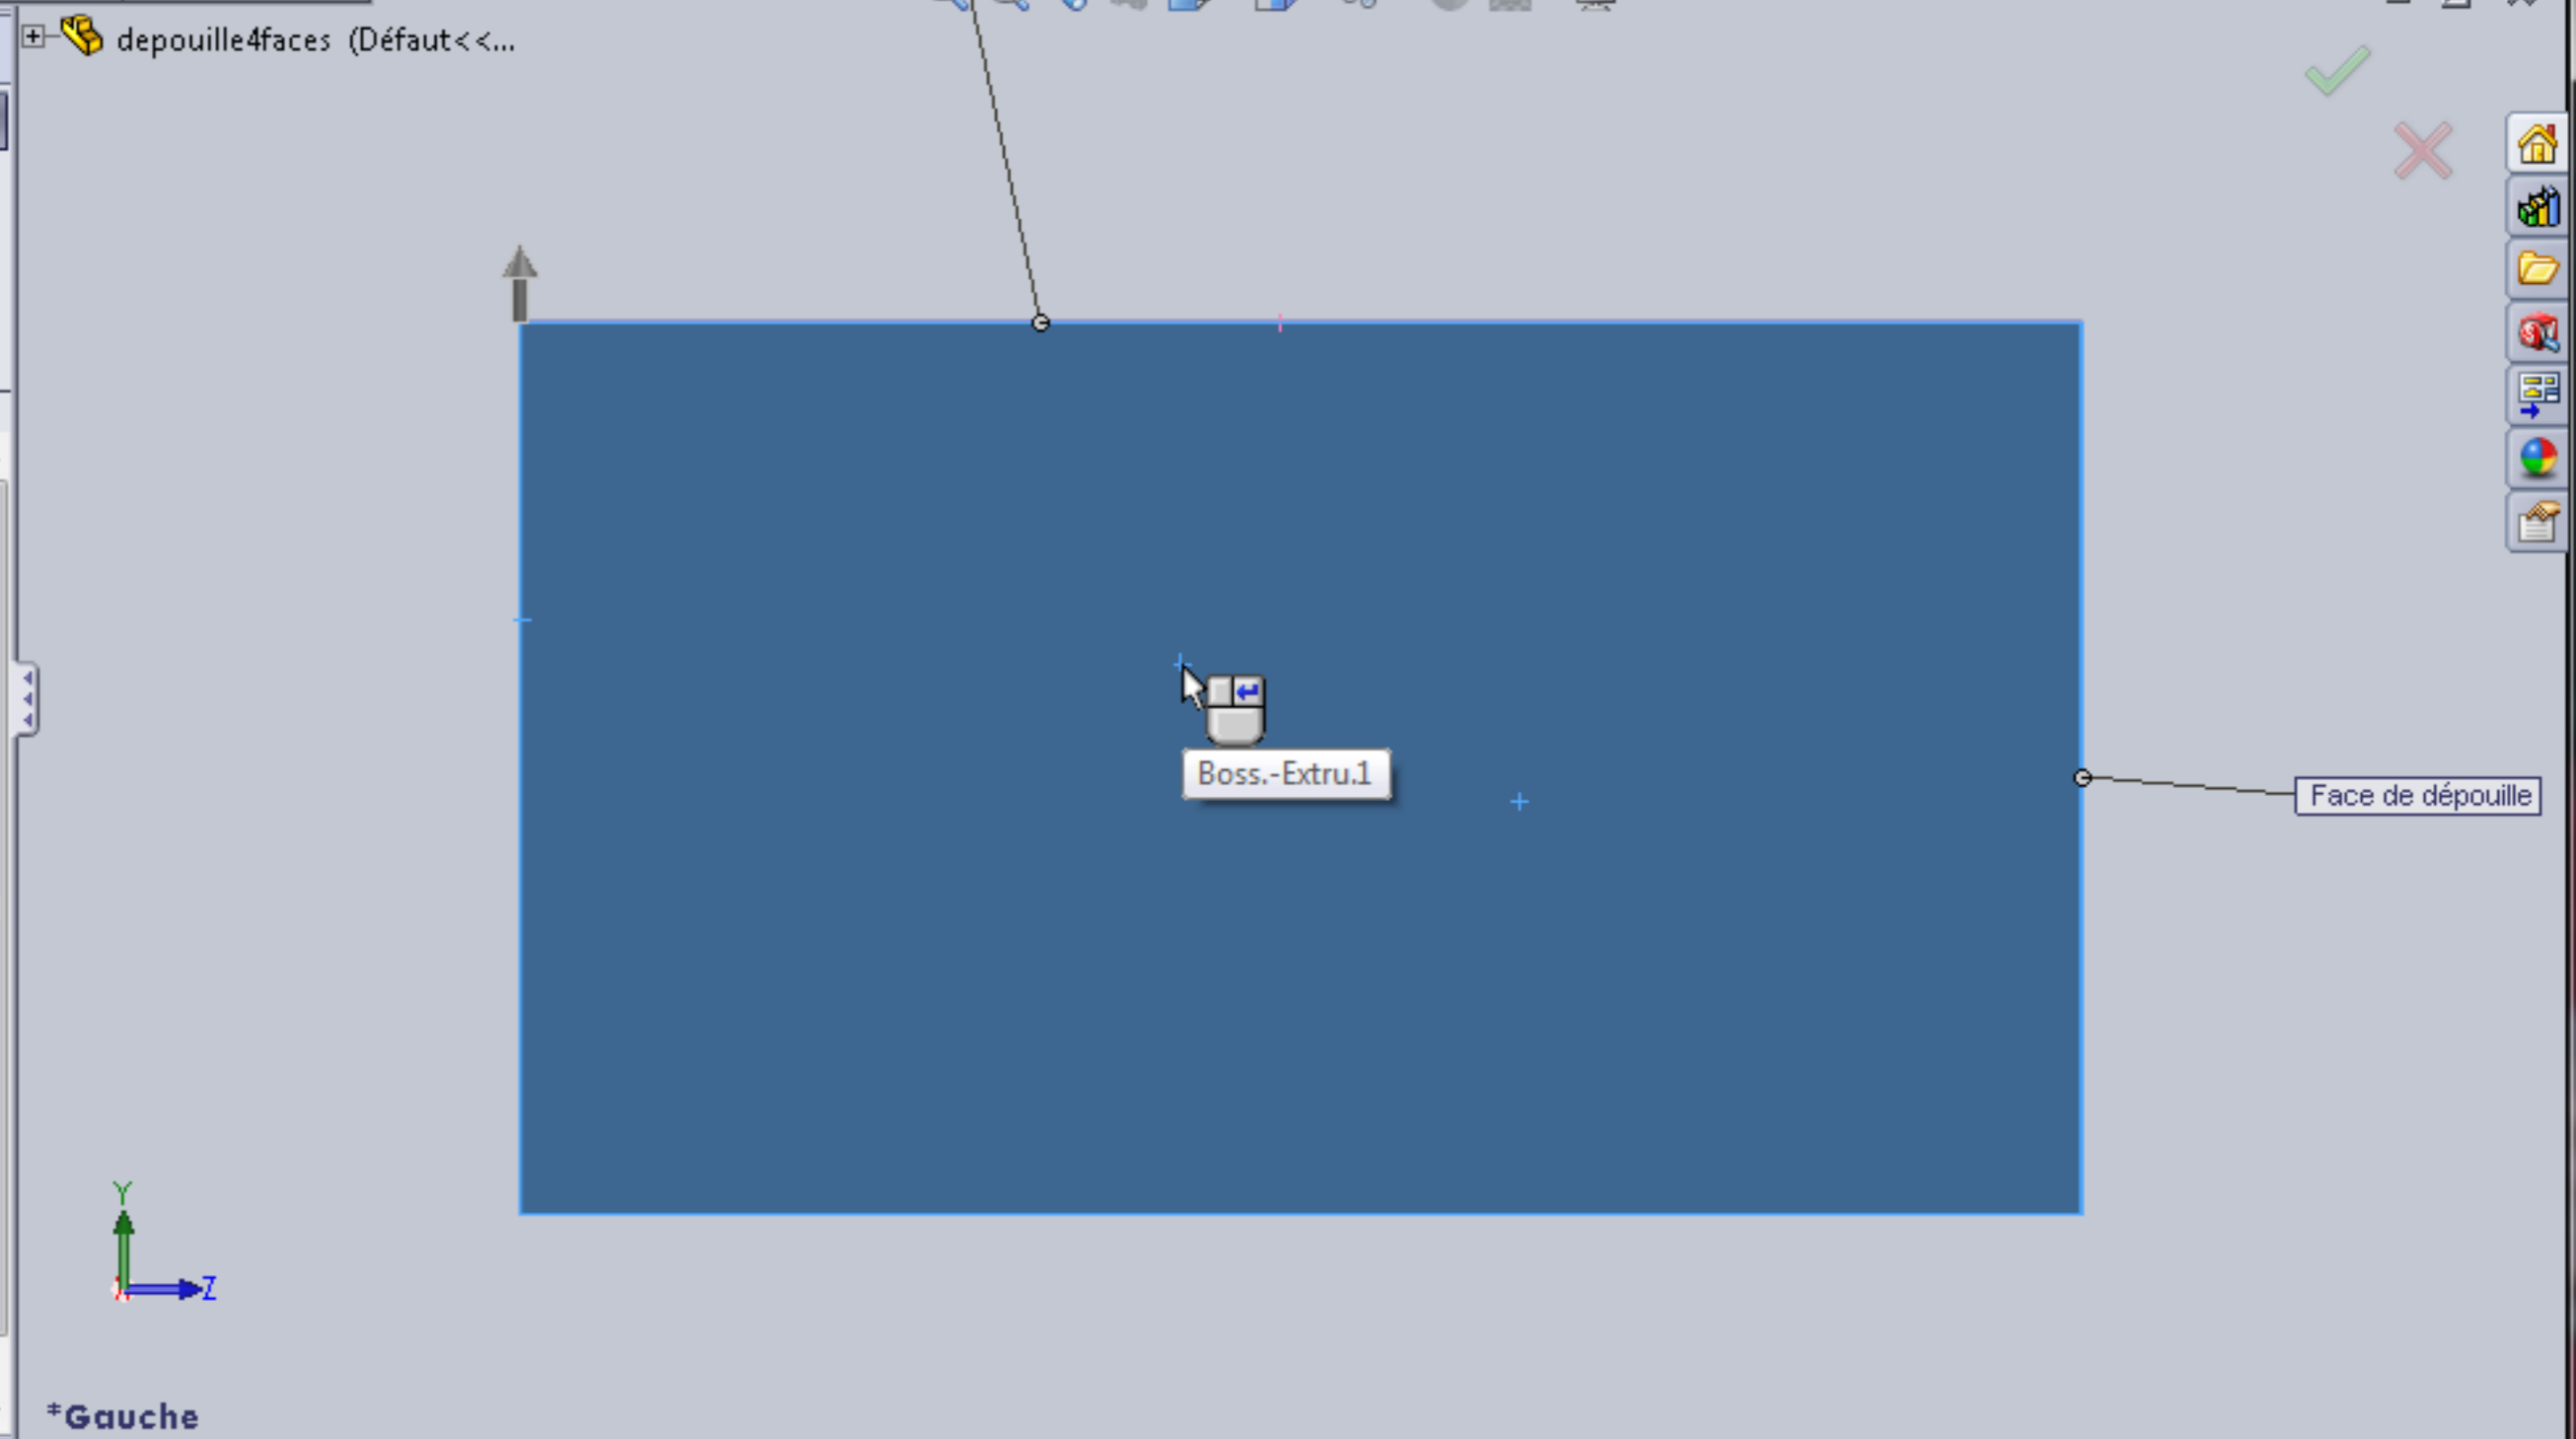 depouille4faces (Défaut<<...
Boss.-Extru.1
Face de dépouille
Y
Z
*Gauche